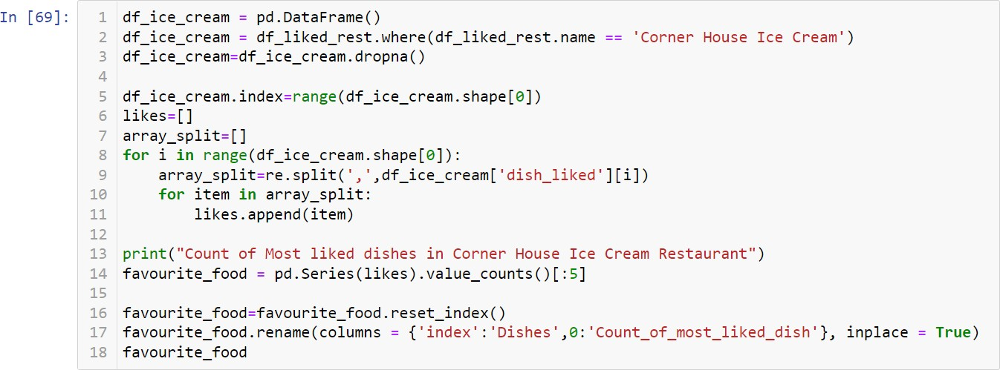 In [69]:
1 df_ice_cream = pd.DataFrame()
2 df_ice_cream = df_liked_rest.where(df_liked_rest.name == 'Corner House Ice Cream')
3 df_ice_cream=df_ice_cream.dropna()
4
5 df_ice_cream.index=range(df_ice_cream.shape[0])
6 likes=[]
7 array_split=[]
8 for i in range(df_ice_cream.shape[0]):
9     array_split=re.split(',',df_ice_cream['dish_liked'][i])
10     for item in array_split:
11         likes.append(item)
12
13 print("Count of Most liked dishes in Corner House Ice Cream Restaurant")
14 favourite_food = pd.Series(likes).value_counts()[:5]
15
16 favourite_food=favourite_food.reset_index()
17 favourite_food.rename(columns = {'index':'Dishes',0:'Count_of_most_liked_dish'}, inplace = True)
18 favourite_food